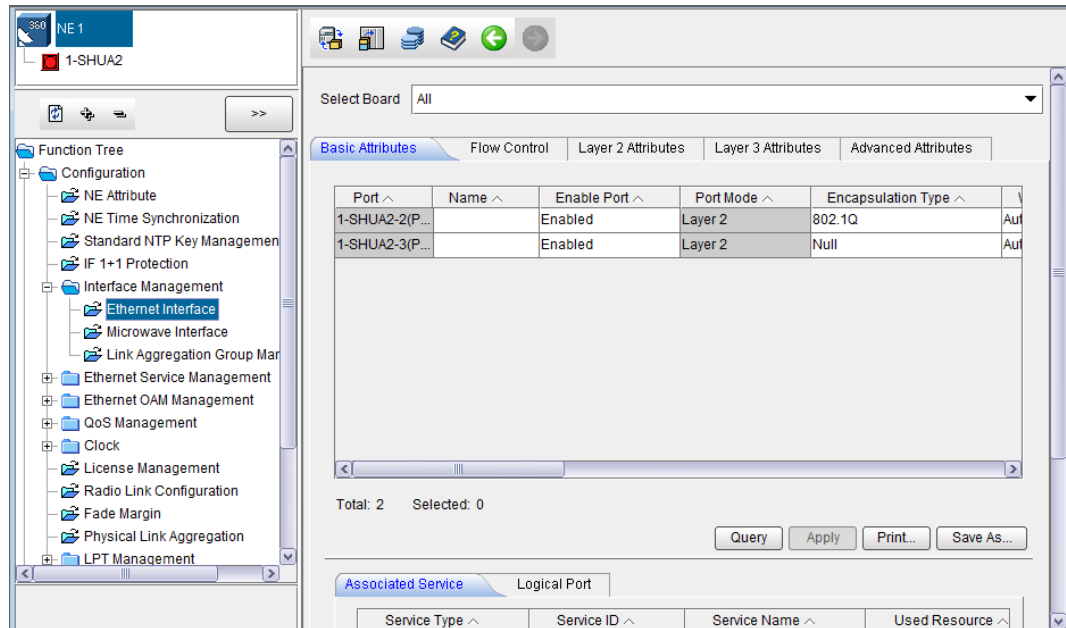 360
NE1
1-SHUA2
>>
Function Tree
Configuration
NE Attribute
NE Time Synchronization
Standard NTP Key Managemen
IF 1+1 Protection
Interface Management
Ethernet Interface
Microwave Interface
Link Aggregation Group Mar
Ethernet Service Management
Ethernet OAM Management
QoS Management
Clock
License Management
Radio Link Configuration
Fade Margin
Physical Link Aggregation
LPT Management
Select Board All
Basic Attributes Flow Control Layer 2 Attributes Layer 3 Attributes Advanced Attributes
Port Name Enable Port Port Mode Encapsulation Type
1-SHUA2-2(P... Enabled Layer 2 802.1Q Aut
1-SHUA2-3(P... Enabled Layer 2 Null Aut
Total: 2 Selected: 0
Query Apply Print... Save As...
Associated Service Logical Port
Service Type Service ID Service Name Used Resource